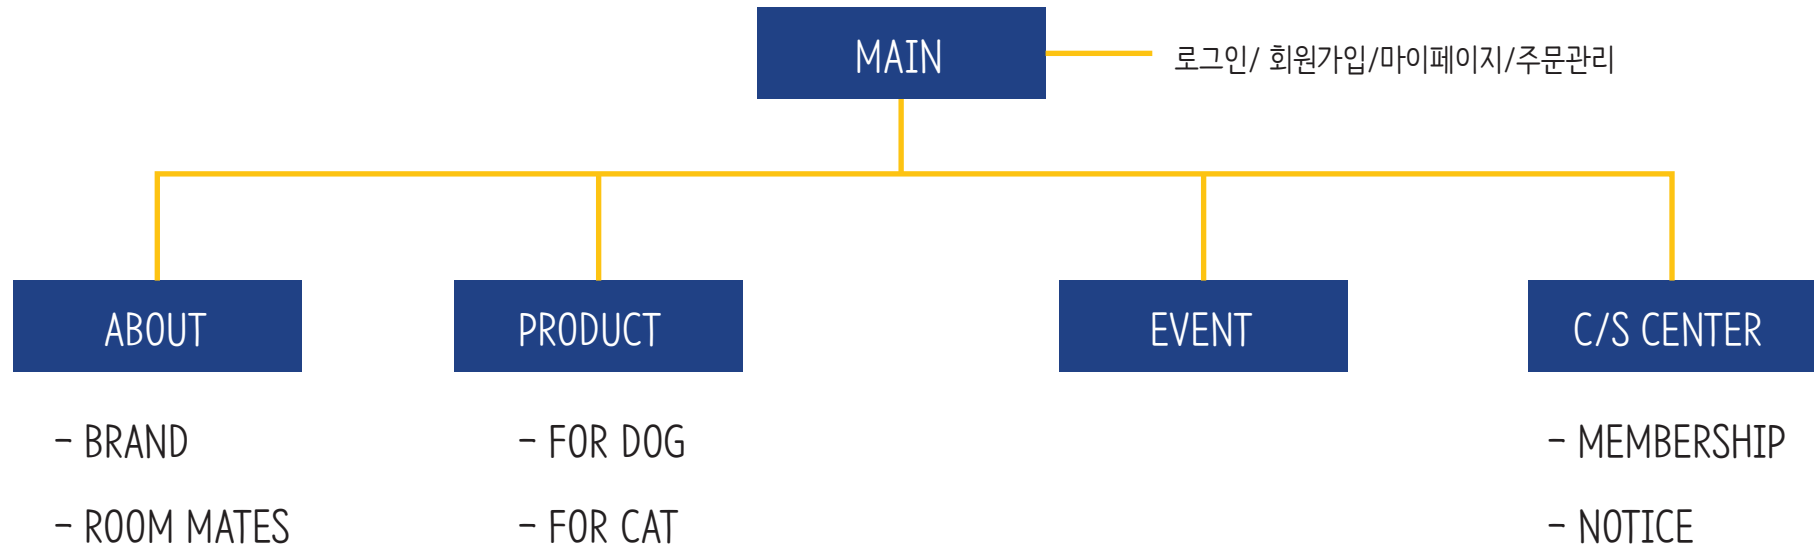 MAIN
로그인/ 회원가입/마이페이지/주문관리
ABOUT
PRODUCT
EVENT
C/S CENTER
- BRAND
- FOR DOG
- MEMBERSHIP
- ROOM MATES
- FOR CAT
- NOTICE